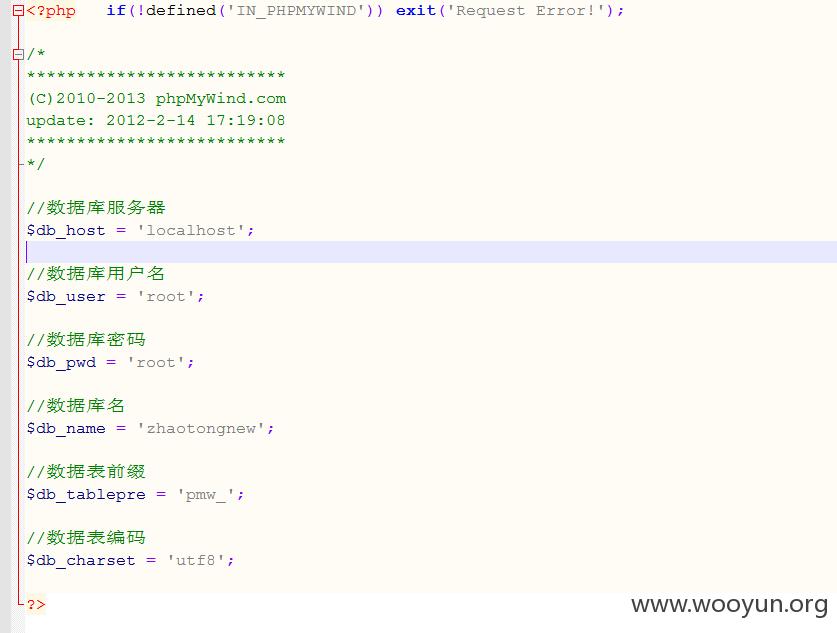 <?php   if(!defined('IN_PHPMYWIND')) exit('Request Error!');
/*
**************************
(C)2010-2013 phpMyWind.com
update: 2012-2-14 17:19:08
**************************
*/
//数据库服务器
$db_host = 'localhost';
//数据库用户名
$db_user = 'root';
//数据库密码
$db_pwd = 'root';
//数据库名
$db_name = 'zhaotongnew';
//数据表前缀
$db_tablepre = 'pmw_';
//数据表编码
$db_charset = 'utf8';
?>
www.wooyun.org